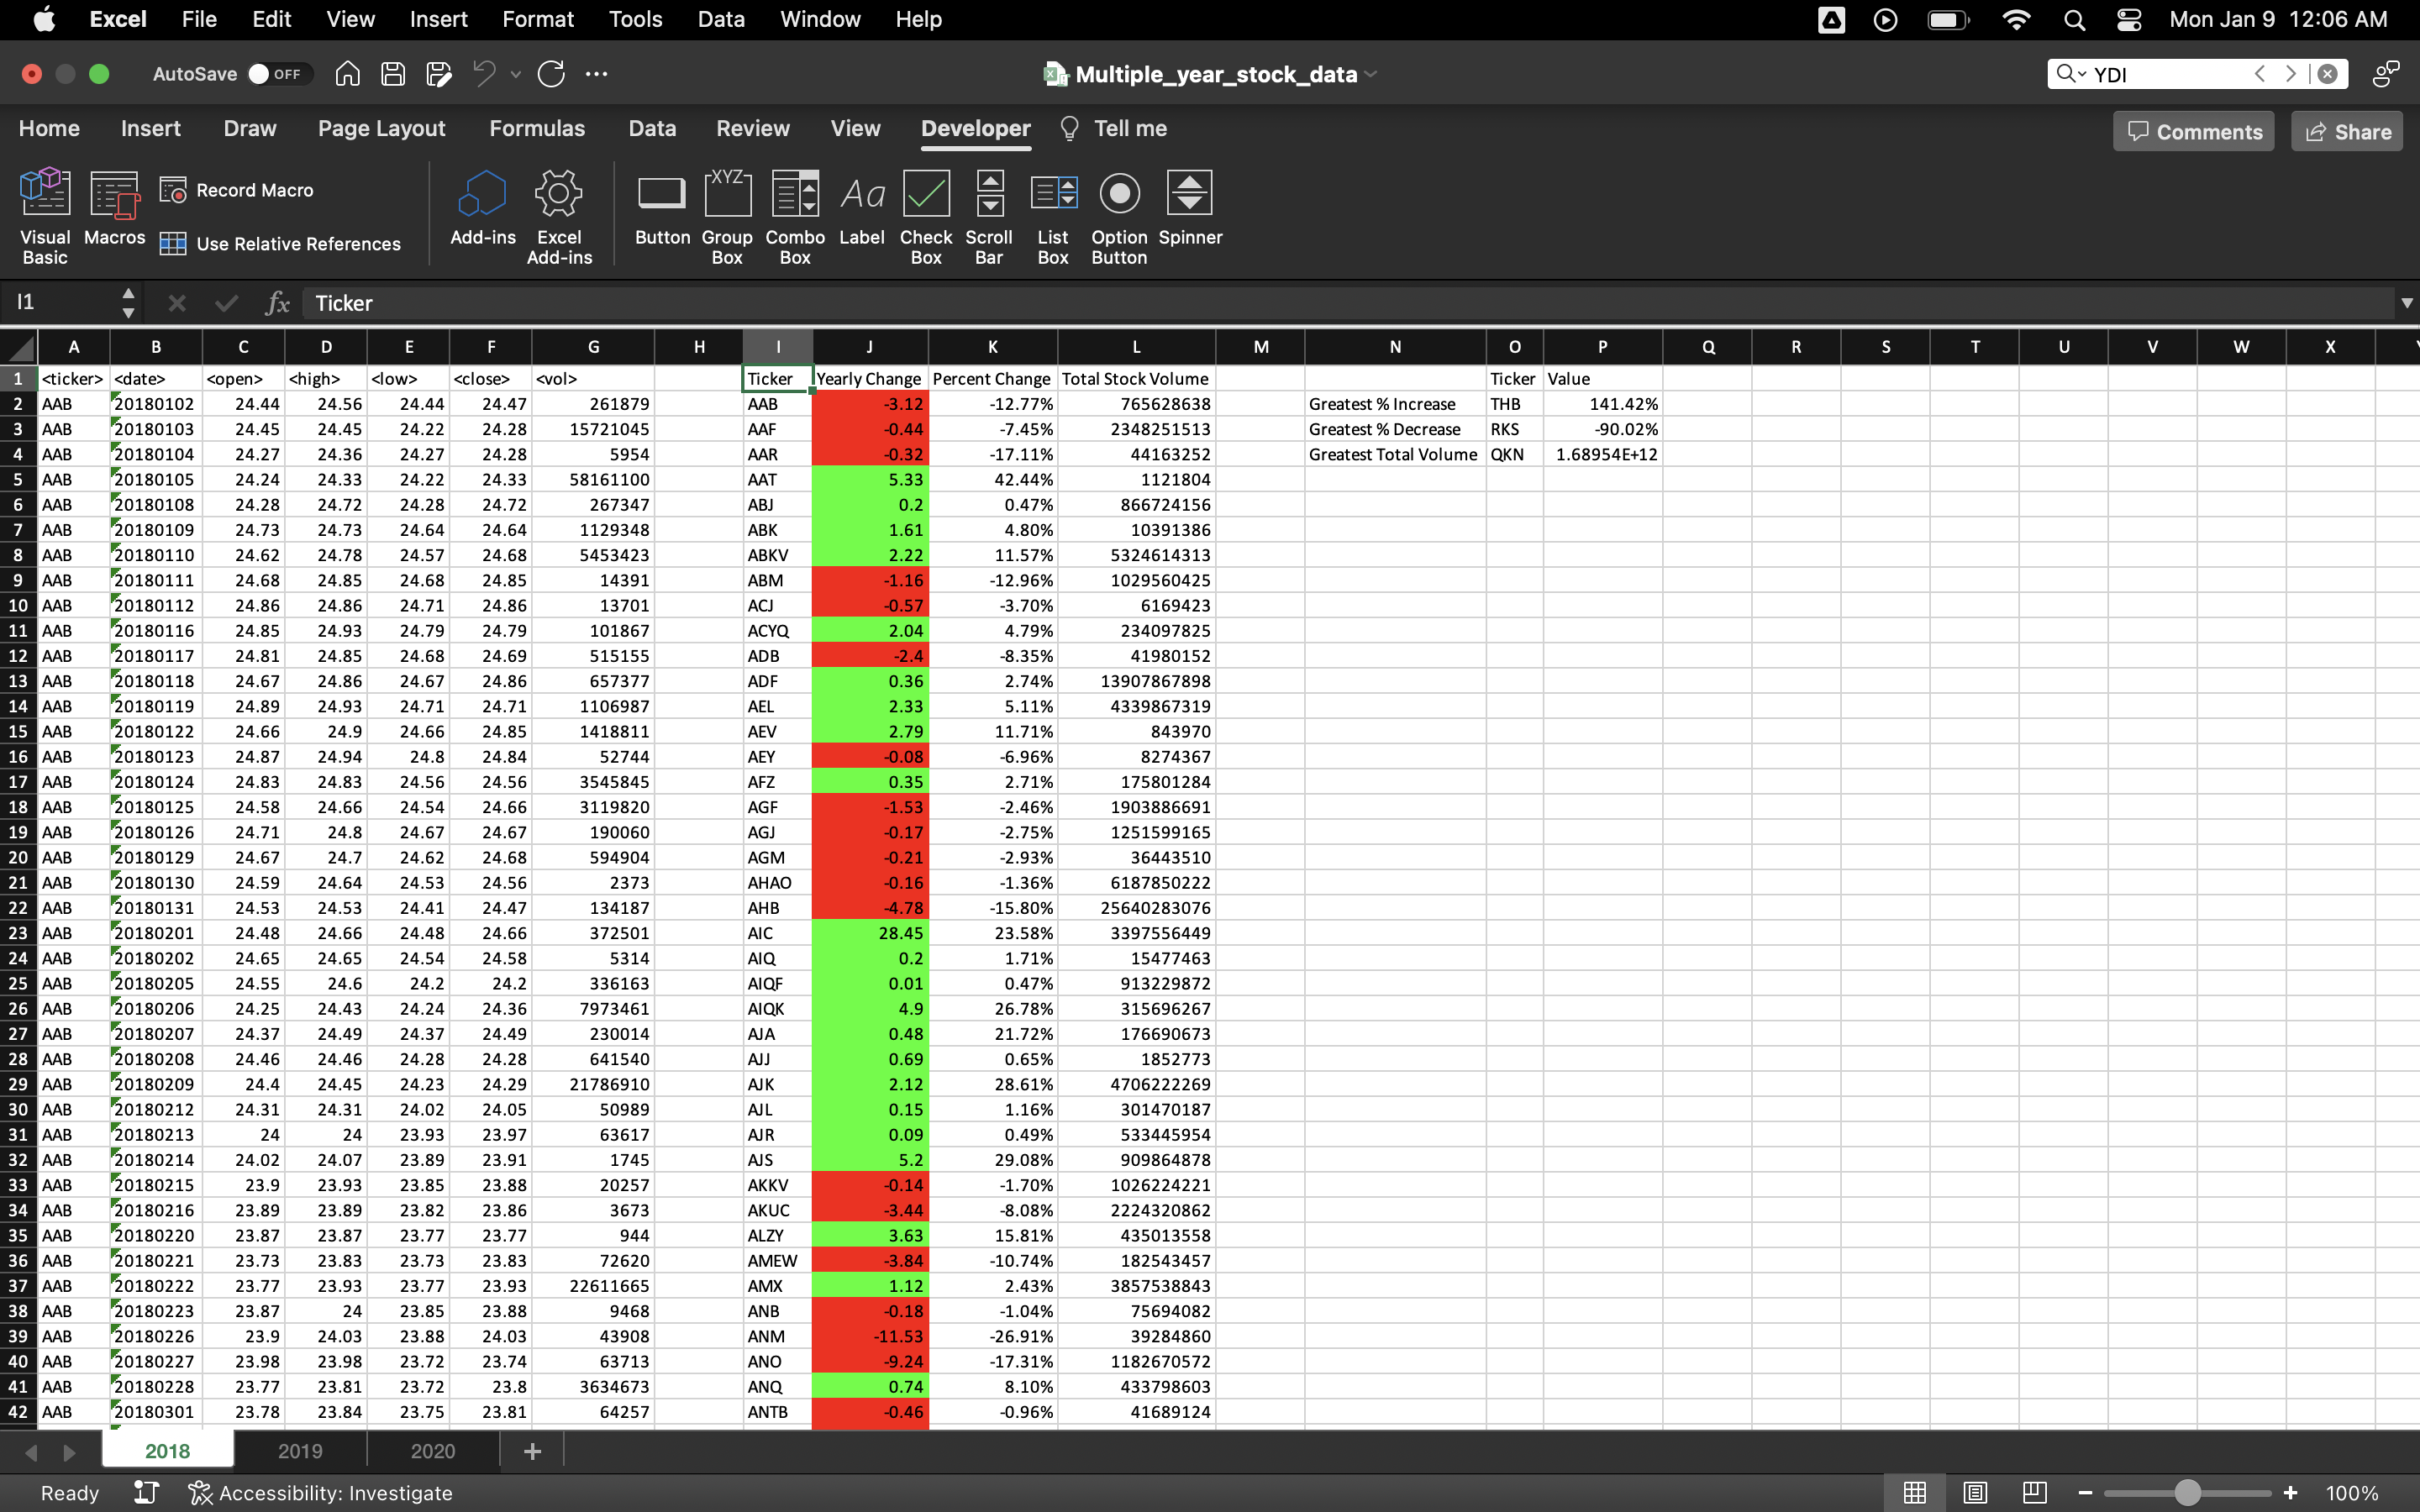 Excel File Edit View Insert Format Tools Data Window Help Mon Jan 9 12:06 AM
AutoSave OFF Multiple_year_stock_data YDI
Home Insert Draw Page Layout Formulas Data Review View Developer Tell me Comments Share
Visual Basic Macros Record Macro Use Relative References Add-ins Excel Add-ins Button XYZ Group Box Combo Box Aa Label Check Box Scroll Bar List Box Option Button Spinner
I1 fx Ticker
A B C D E F G H I J K L M N O P Q R S T U V W X
1 <ticker> <date> <open> <high> <low> <close> <vol> Ticker Yearly Change Percent Change Total Stock Volume Ticker Value
2 AAB 20180102 24.44 24.56 24.44 24.47 261879 AAB -3.12 -12.77% 765628638 Greatest % Increase THB 141.42%
3 AAB 20180103 24.45 24.45 24.22 24.28 15721045 AAF -0.44 -7.45% 2348251513 Greatest % Decrease RKS -90.02%
4 AAB 20180104 24.27 24.36 24.27 24.28 5954 AAR -0.32 -17.11% 44163252 Greatest Total Volume QKN 1.68954E+12
5 AAB 20180105 24.24 24.33 24.22 24.33 58161100 AAT 5.33 42.44% 1121804
6 AAB 20180108 24.28 24.72 24.28 24.72 267347 ABJ 0.2 0.47% 866724156
7 AAB 20180109 24.73 24.73 24.64 24.64 1129348 ABK 1.61 4.80% 10391386
8 AAB 20180110 24.62 24.78 24.57 24.68 5453423 ABKV 2.22 11.57% 5324614313
9 AAB 20180111 24.68 24.85 24.68 24.85 14391 ABM -1.16 -12.96% 1029560425
10 AAB 20180112 24.86 24.86 24.71 24.86 13701 ACJ -0.57 -3.70% 6169423
11 AAB 20180116 24.85 24.93 24.79 24.79 101867 ACYQ 2.04 4.79% 234097825
12 AAB 20180117 24.81 24.85 24.68 24.69 515155 ADB -2.4 -8.35% 41980152
13 AAB 20180118 24.67 24.86 24.67 24.86 657377 ADF 0.36 2.74% 13907867898
14 AAB 20180119 24.89 24.93 24.71 24.71 1106987 AEL 2.33 5.11% 4339867319
15 AAB 20180122 24.66 24.9 24.66 24.85 1418811 AEV 2.79 11.71% 843970
16 AAB 20180123 24.87 24.94 24.8 24.84 52744 AEY -0.08 -6.96% 8274367
17 AAB 20180124 24.83 24.83 24.56 24.56 3545845 AFZ 0.35 2.71% 175801284
18 AAB 20180125 24.58 24.66 24.54 24.66 3119820 AGF -1.53 -2.46% 1903886691
19 AAB 20180126 24.71 24.8 24.67 24.67 190060 AGJ -0.17 -2.75% 1251599165
20 AAB 20180129 24.67 24.7 24.62 24.68 594904 AGM -0.21 -2.93% 36443510
21 AAB 20180130 24.59 24.64 24.53 24.56 2373 AHAO -0.16 -1.36% 6187850222
22 AAB 20180131 24.53 24.53 24.41 24.47 134187 AHB -4.78 -15.80% 25640283076
23 AAB 20180201 24.48 24.66 24.48 24.66 372501 AIC 28.45 23.58% 3397556449
24 AAB 20180202 24.65 24.65 24.54 24.58 5314 AIQ 0.2 1.71% 15477463
25 AAB 20180205 24.55 24.6 24.2 24.2 336163 AIQF 0.01 0.47% 913229872
26 AAB 20180206 24.25 24.43 24.24 24.36 7973461 AIQK 4.9 26.78% 315696267
27 AAB 20180207 24.37 24.49 24.37 24.49 230014 AJA 0.48 21.72% 176690673
28 AAB 20180208 24.46 24.46 24.28 24.28 641540 AJJ 0.69 0.65% 1852773
29 AAB 20180209 24.4 24.45 24.23 24.29 21786910 AJK 2.12 28.61% 4706222269
30 AAB 20180212 24.31 24.31 24.02 24.05 50989 AJL 0.15 1.16% 301470187
31 AAB 20180213 24 24 23.93 23.97 63617 AJR 0.09 0.49% 533445954
32 AAB 20180214 24.02 24.07 23.89 23.91 1745 AJS 5.2 29.08% 909864878
33 AAB 20180215 23.9 23.93 23.85 23.88 20257 AKKV -0.14 -1.70% 1026224221
34 AAB 20180216 23.89 23.89 23.82 23.86 3673 AKUC -3.44 -8.08% 2224320862
35 AAB 20180220 23.87 23.87 23.77 23.77 944 ALZY 3.63 15.81% 435013558
36 AAB 20180221 23.73 23.83 23.73 23.83 72620 AMEW -3.84 -10.74% 182543457
37 AAB 20180222 23.77 23.93 23.77 23.93 22611665 AMX 1.12 2.43% 3857538843
38 AAB 20180223 23.87 24 23.85 23.88 9468 ANB -0.18 -1.04% 75694082
39 AAB 20180226 23.9 24.03 23.88 24.03 43908 ANM -11.53 -26.91% 39284860
40 AAB 20180227 23.98 23.98 23.72 23.74 63713 ANO -9.24 -17.31% 1182670572
41 AAB 20180228 23.77 23.81 23.72 23.8 3634673 ANQ 0.74 8.10% 433798603
42 AAB 20180301 23.78 23.84 23.75 23.81 64257 ANTB -0.46 -0.96% 41689124
2018 2019 2020
Ready Accessibility: Investigate 100%